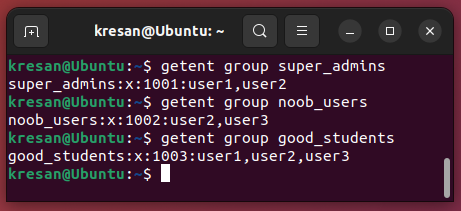 kresan@Ubuntu: ~
kresan@Ubuntu:~$ getent group super_admins
super_admins:x:1001:user1,user2
kresan@Ubuntu:~$ getent group noob_users
noob_users:x:1002:user2,user3
kresan@Ubuntu:~$ getent group good_students
good_students:x:1003:user1,user2,user3
kresan@Ubuntu:~$